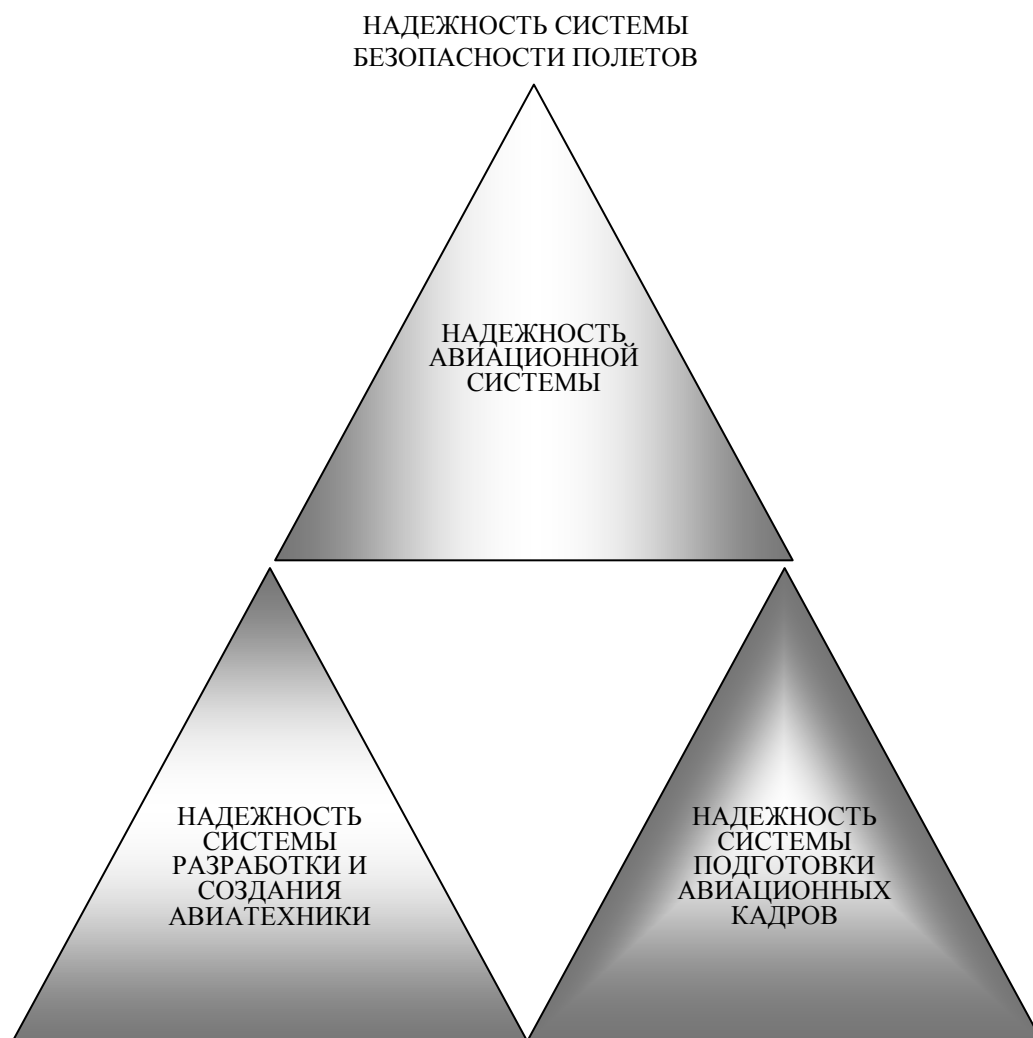 НАДЕЖНОСТЬ СИСТЕМЫ
БЕЗОПАСНОСТИ ПОЛЕТОВ
НАДЕЖНОСТЬ
АВИАЦИОННОЙ
СИСТЕМЫ
НАДЕЖНОСТЬ
СИСТЕМЫ
РАЗРАБОТКИ И
СОЗДАНИЯ
АВИАТЕХНИКИ
НАДЕЖНОСТЬ
СИСТЕМЫ
ПОДГОТОВКИ
АВИАЦИОННЫХ
КАДРОВ